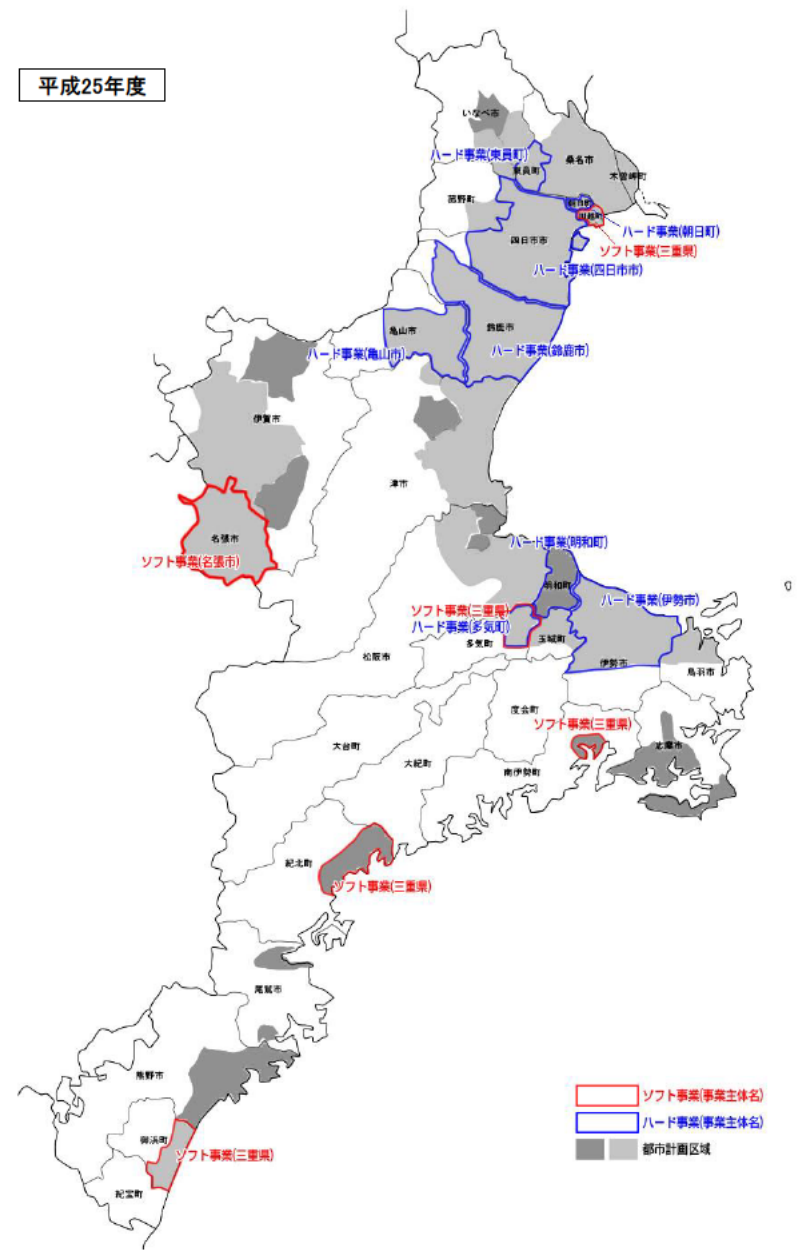 平成25年度
いなべ市
ハード事業(東員町)
東員町
桑名市
木曽岬町
菰野町
朝日町
川越町
ハード事業(朝日町)
ソフト事業(三重県)
四日市市
ハード事業(四日市市)
亀山市
鈴鹿市
ハード事業(亀山市)
ハード事業(鈴鹿市)
伊賀市
津市
名張市
ソフト事業(名張市)
ハード事業(明和町)
明和町
ハード事業(伊勢市)
ソフト事業(三重県)
ハード事業(多気町)
多気町
玉城町
松阪市
伊勢市
鳥羽市
度会町
ソフト事業(三重県)
大台町
大紀町
南伊勢町
志摩市
紀北町
ソフト事業(三重県)
尾鷲市
熊野市
御浜町
ソフト事業(三重県)
紀宝町
ソフト事業(事業主体名)
ハード事業(事業主体名)
都市計画区域